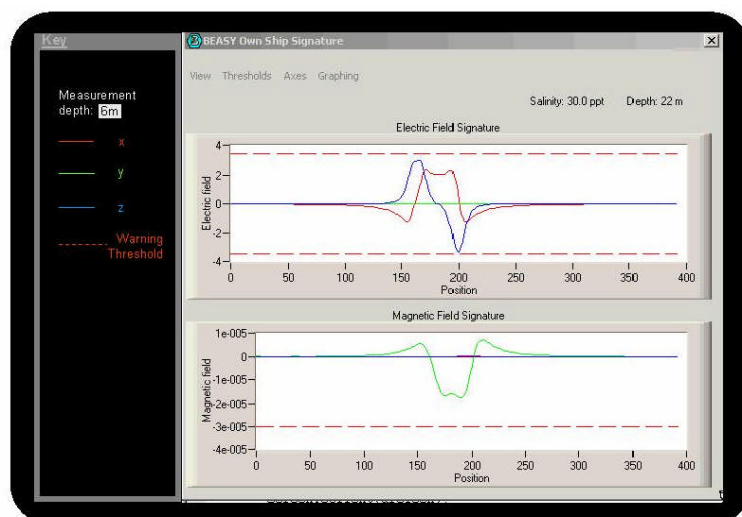 Key
Measurement
depth: 6m
x
y
z
Warning
Threshold
BEASY Own Ship Signature
View Thresholds Axes Graphing
Salinity: 30.0 ppt Depth: 22 m
Electric Field Signature
Electric field
4
2
0
-2
-4
0 50 100 150 200 250 300 350 400
Position
Magnetic Field Signature
Magnetic field
1e-005
0
-1e-005
-2e-005
-3e-005
-4e-005
0 50 100 150 200 250 300 350 400
Position